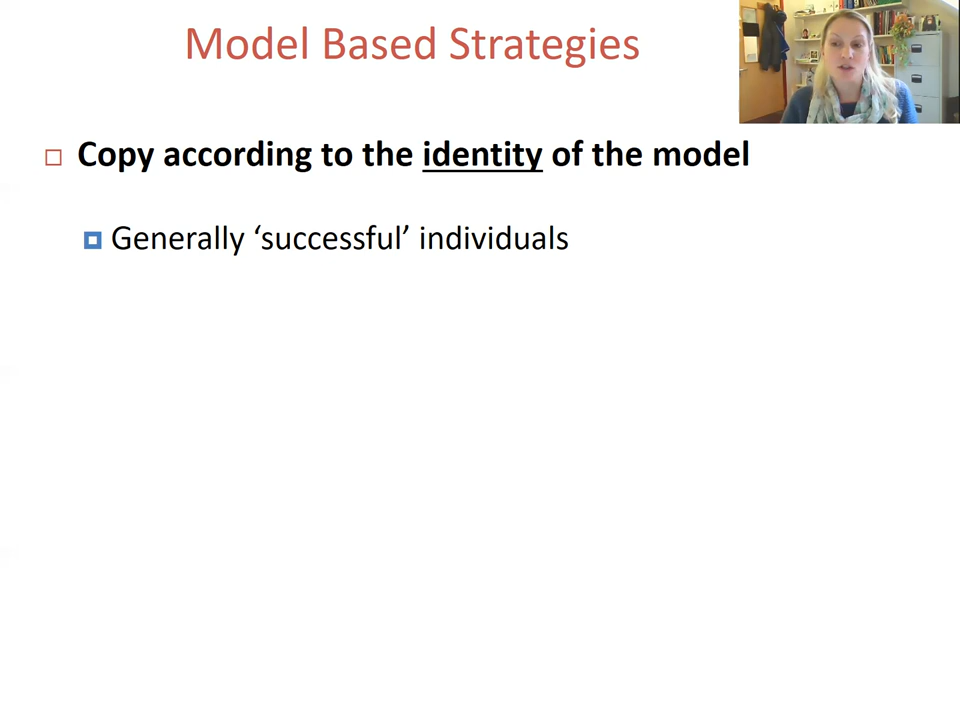 Model Based Strategies
Copy according to the identity of the model
Generally ‘successful’ individuals